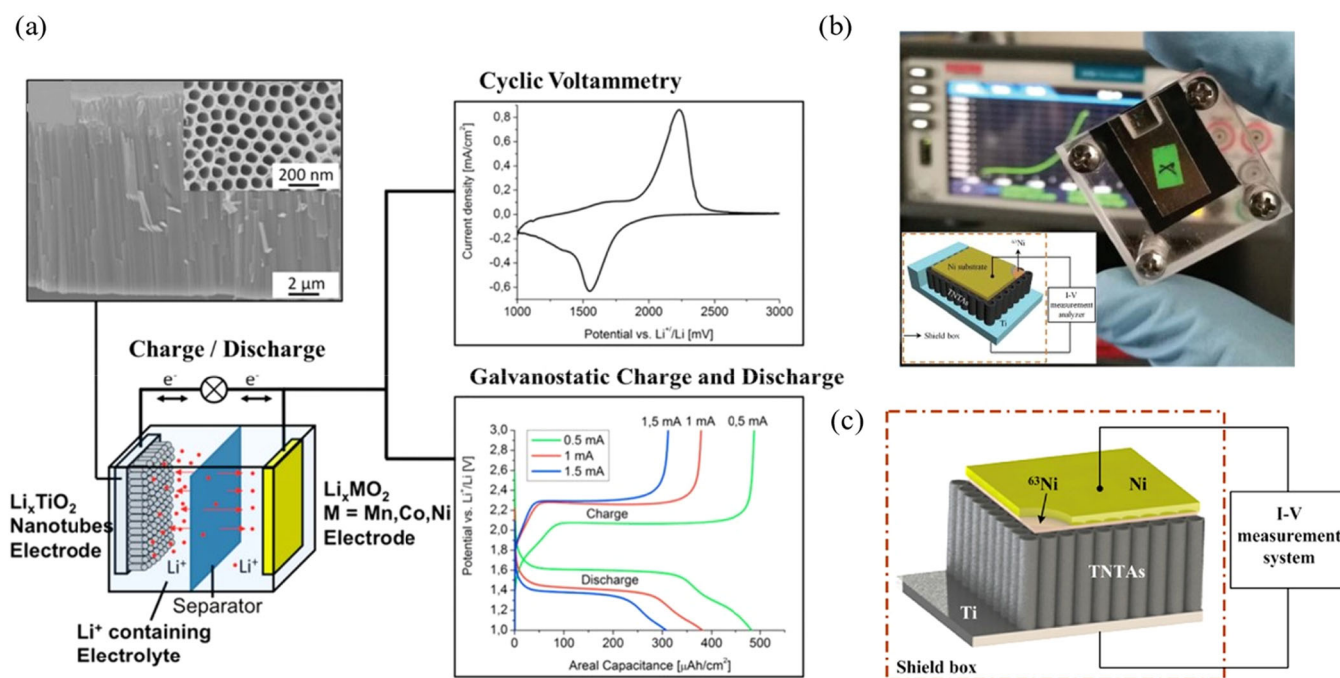 (a)
200 nm
2 µm
Charge / Discharge
e⁻
e⁻
LiₓTiO₂
Nanotubes
Electrode
Li⁺
Li⁺
Separator
Li⁺ containing
Electrolyte
LiₓMO₂
M = Mn,Co,Ni
Electrode
Cyclic Voltammetry
Current density [mA/cm²]
0,8
0,6
0,4
0,2
0,0
-0,2
-0,4
-0,6
1000 1500 2000 2500 3000
Potential vs. Li⁺/Li [mV]
Galvanostatic Charge and Discharge
Potential vs. Li⁺/Li [V]
3,0
2,8
2,6
2,4
2,2
2,0
1,8
1,6
1,4
1,2
1,0
0.5 mA
1 mA
1.5 mA
1,5 mA 1 mA 0,5 mA
Charge
Discharge
0 100 200 300 400 500
Areal Capacitance [µAh/cm²]
(b)
⁶³Ni
Ni substrate
TNTAs
Ti
Shield box
I-V
measurement
analyzer
(c)
⁶³Ni
Ni
TNTAs
Ti
Shield box
I-V
measurement
system